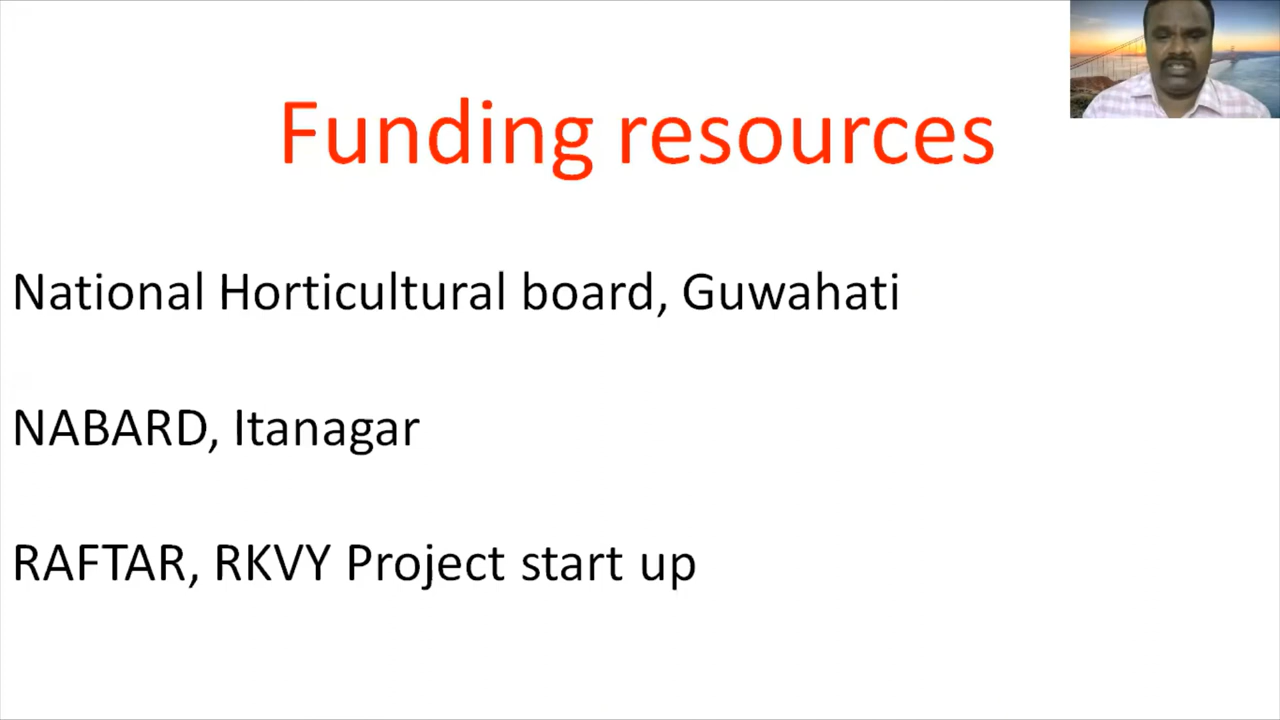 Funding resources
National Horticultural board, Guwahati
NABARD, Itanagar
RAFTAR, RKVY Project start up